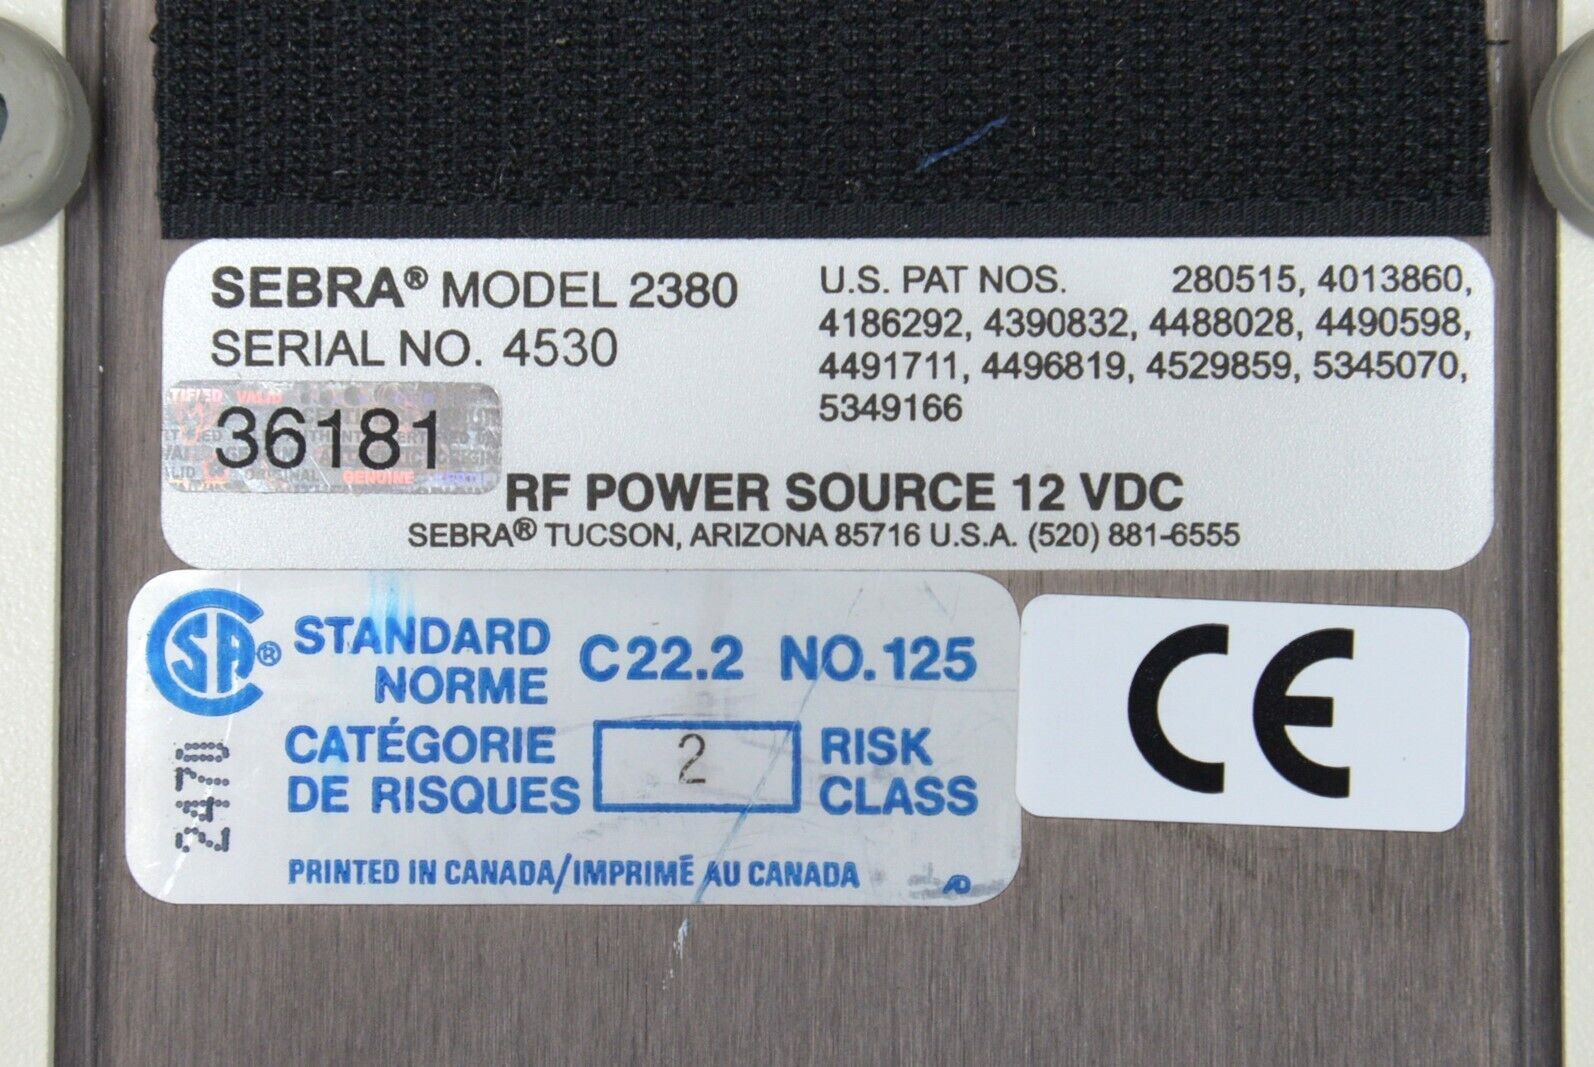 SEBRA® MODEL 2380
SERIAL NO. 4530
36181
U.S. PAT NOS. 280515, 4013860,
4186292, 4390832, 4488028, 4490598,
4491711, 4496819, 4529859, 5345070,
5349166
RF POWER SOURCE 12 VDC
SEBRA® TUCSON, ARIZONA 85716 U.S.A. (520) 881-6555
CSA® STANDARD C22.2 NO.125
NORME
CATÉGORIE 2 RISK
DE RISQUES CLASS
2470
PRINTED IN CANADA/IMPRIMÉ AU CANADA
CE